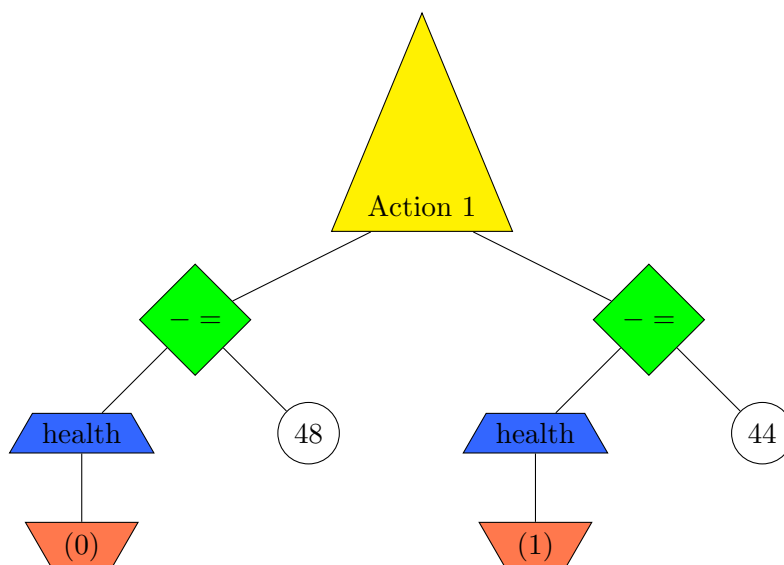 Action 1
− =
− =
health
48
health
44
(0)
(1)